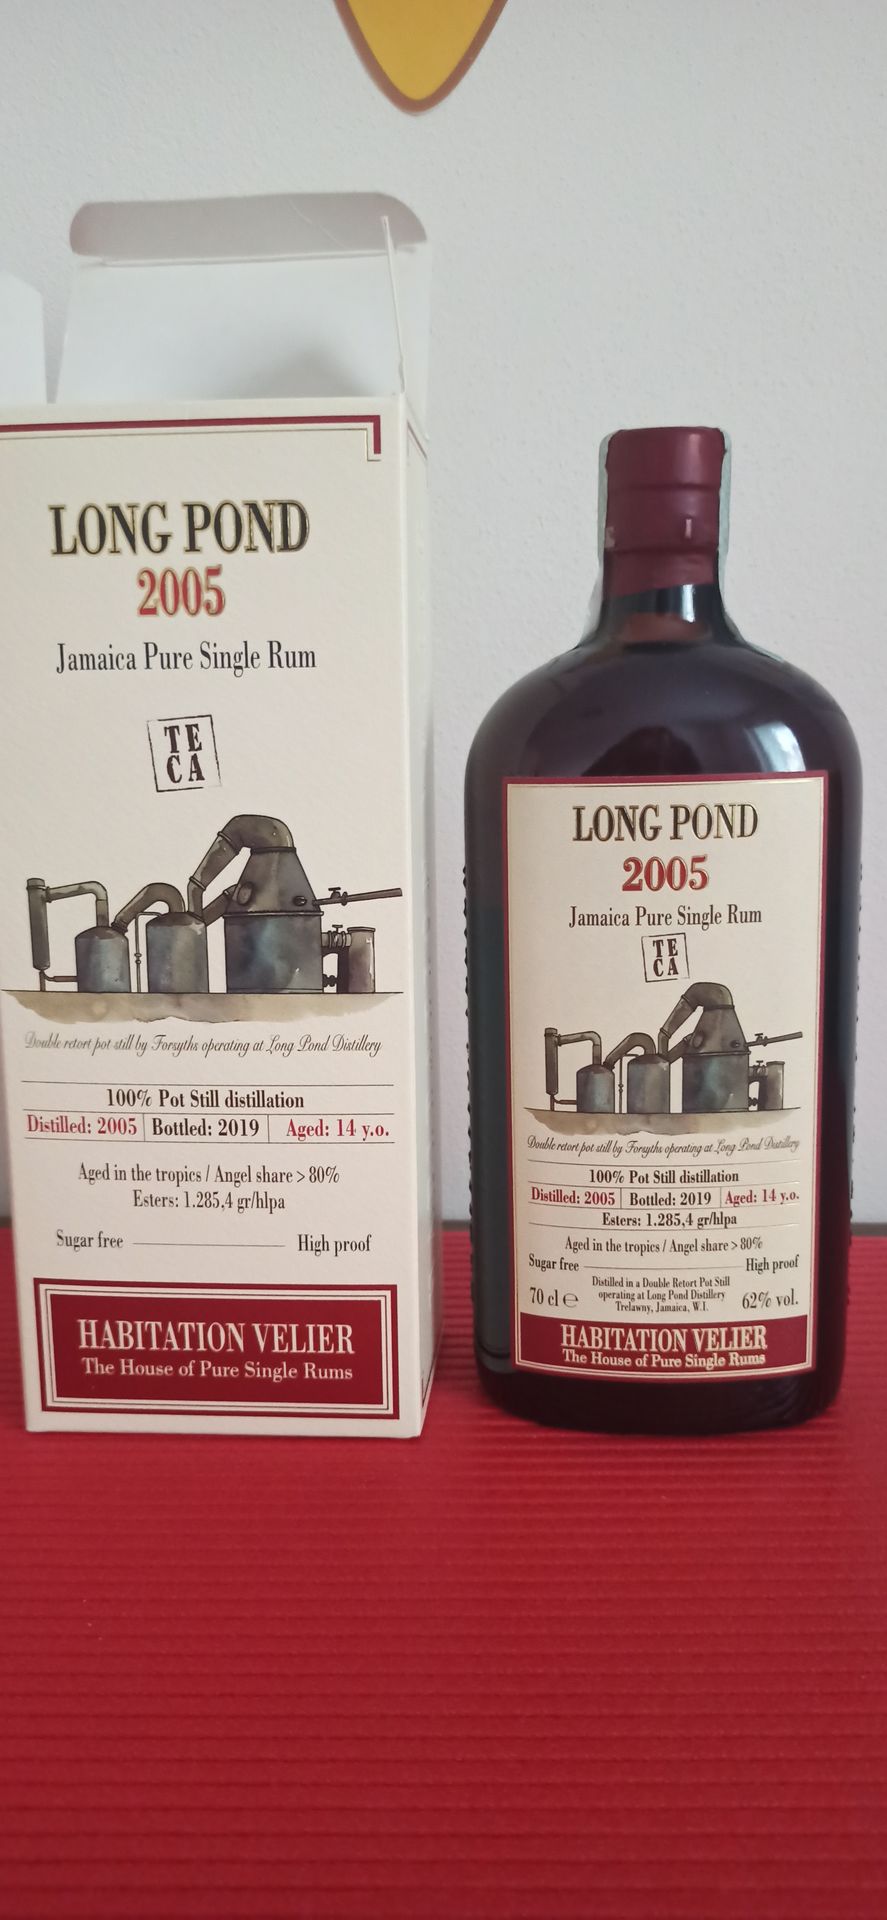 LONG POND
2005
Jamaica Pure Single Rum
TE
CA
Double retort pot still by Forsyths operating at Long Pond Distillery
100% Pot Still distillation
Distilled: 2005 Bottled: 2019 Aged: 14 y.o.
Aged in the tropics / Angel share > 80%
Esters: 1.285,4 gr/hlpa
Sugar free High proof
HABITATION VELIER
The House of Pure Single Rums
LONG POND
2005
Jamaica Pure Single Rum
TE
CA
Double retort pot still by Forsyths operating at Long Pond Distillery
100% Pot Still distillation
Distilled: 2005 Bottled: 2019 Aged: 14 y.o.
Esters: 1.285,4 gr/hlpa
Aged in the tropics / Angel share > 80%
Sugar free High proof
Distilled in a Double Retort Pot Still
operating at Long Pond Distillery
Trelawny, Jamaica, W.I.
70 cl e 62% vol.
HABITATION VELIER
The House of Pure Single Rums